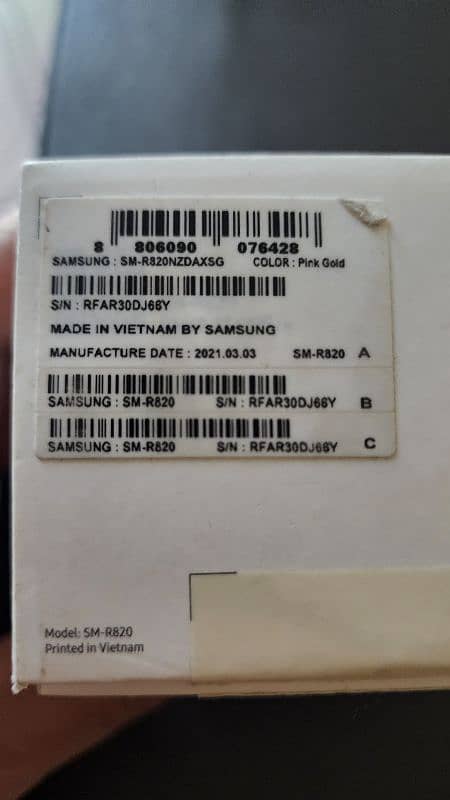 8 806090 076428
SAMSUNG : SM-R820NZDAXSG COLOR : Pink Gold
S/N : RFAR30DJ66Y
MADE IN VIETNAM BY SAMSUNG
MANUFACTURE DATE : 2021.03.03 SM-R820 A
SAMSUNG : SM-R820 S/N : RFAR30DJ66Y B
SAMSUNG : SM-R820 S/N : RFAR30DJ66Y C
Model: SM-R820
Printed in Vietnam